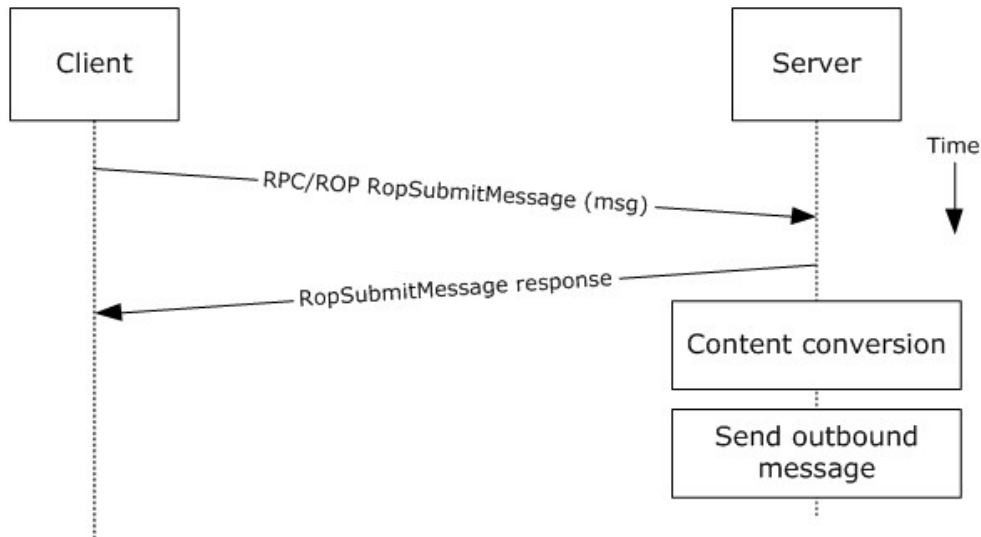 Client
Server
Time
RPC/ROP RopSubmitMessage (msg)
RopSubmitMessage response
Content conversion
Send outbound
message